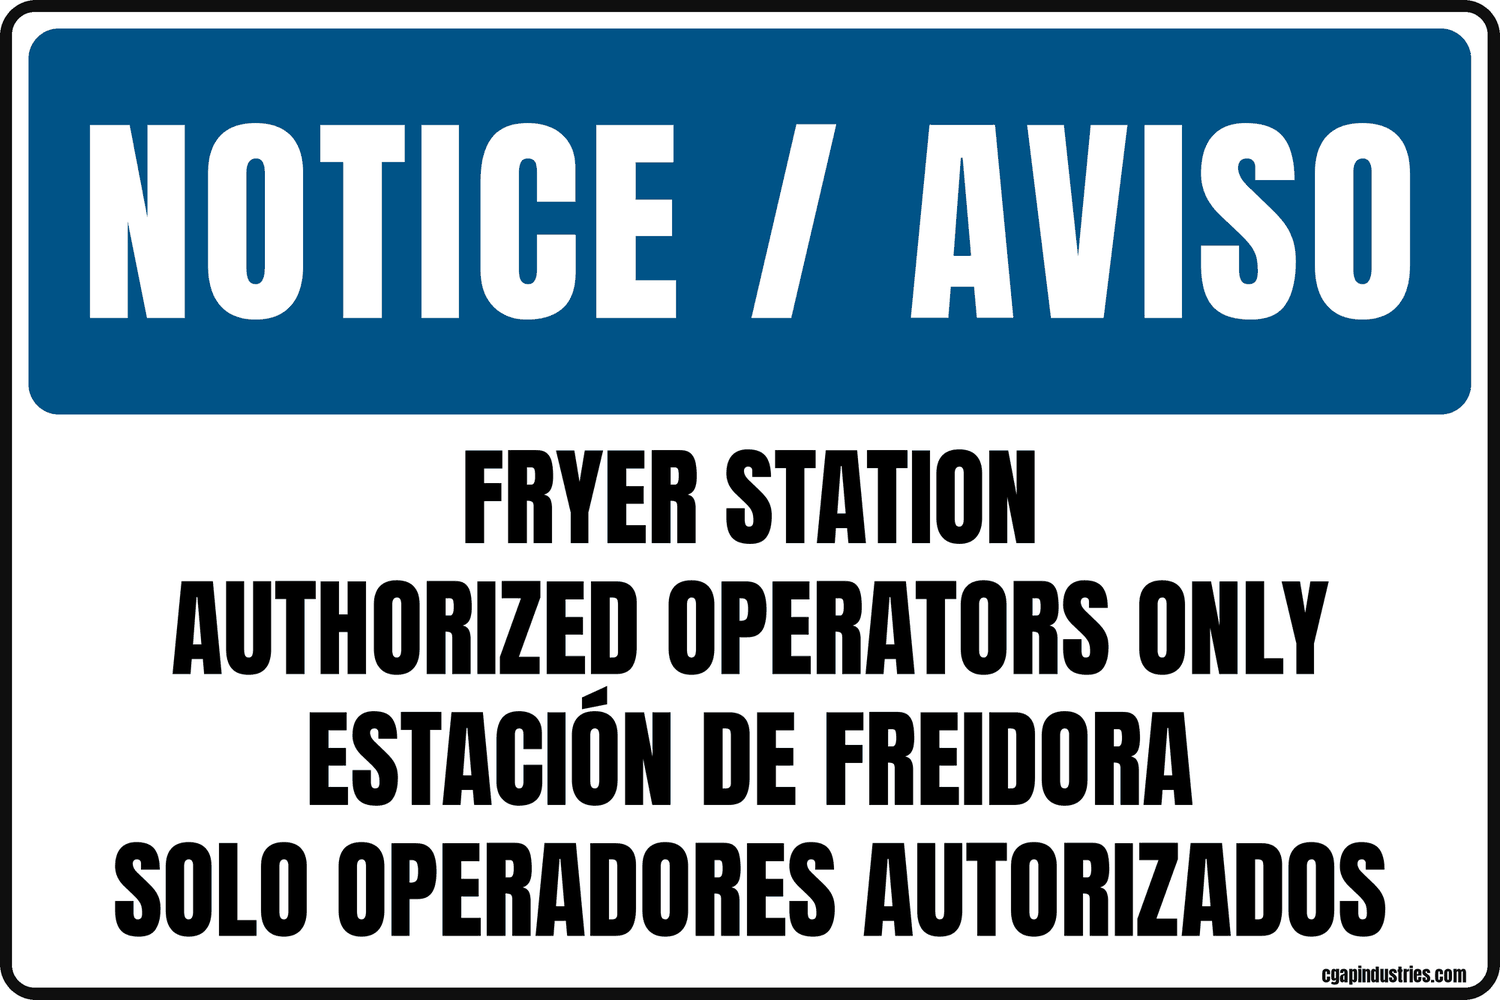 NOTICE / AVISO
FRYER STATION
AUTHORIZED OPERATORS ONLY
ESTACIÓN DE FREIDORA
SOLO OPERADORES AUTORIZADOS
cgapindustries.com